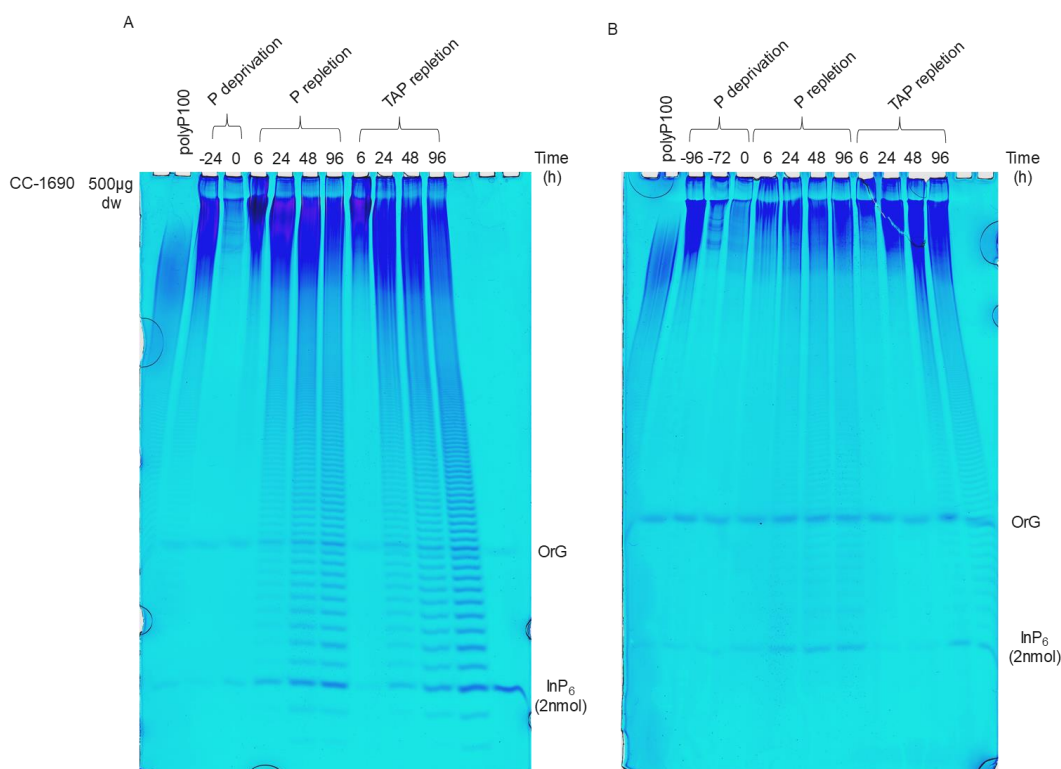 A
B
P deprivation
P repletion
TAP repletion
P deprivation
P repletion
TAP repletion
polyP100
polyP100
-24 0 6 24 48 96 6 24 48 96 Time
(h)
-96 -72 0 6 24 48 96 6 24 48 96 Time
(h)
CC-1690 500µg
dw
OrG
OrG
InP₆
(2nmol)
InP₆
(2nmol)